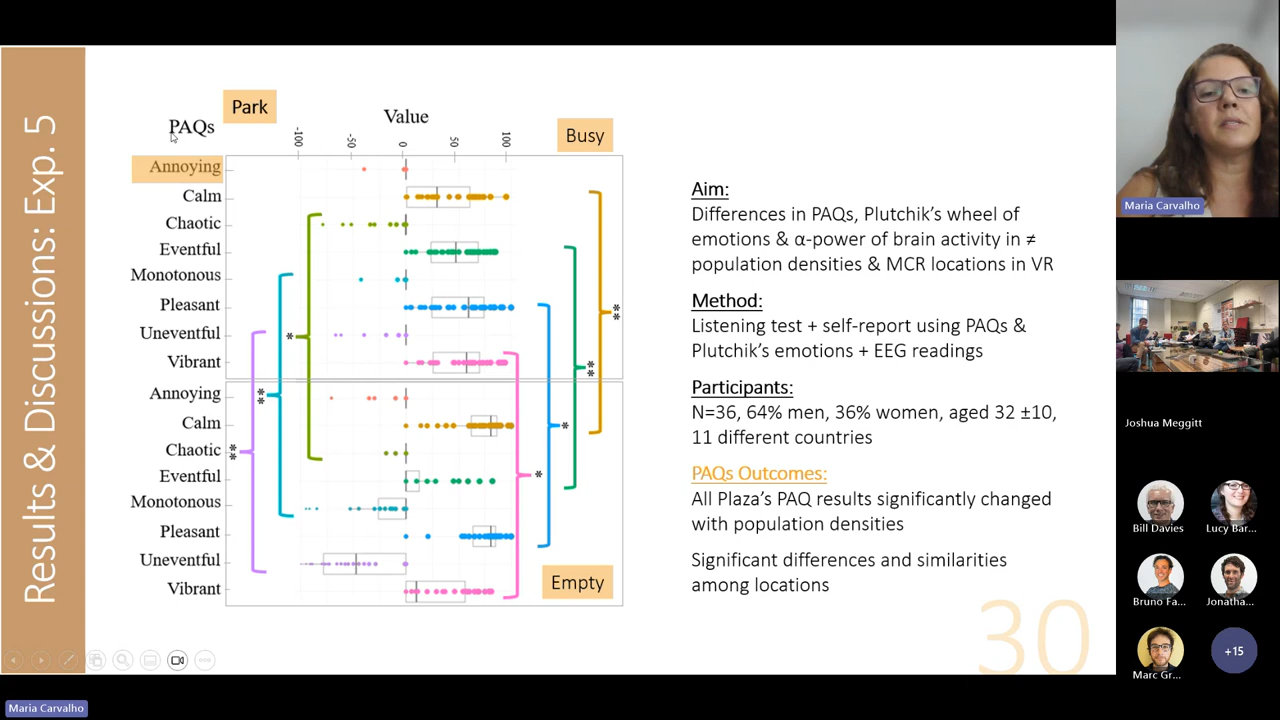 Results & Discussions: Exp. 5
Park
PAQs
Value
Busy
-100
-50
0
50
100
Annoying
Calm
Chaotic
Eventful
Monotonous
Pleasant
Uneventful
Vibrant
Annoying
Calm
Chaotic
Eventful
Monotonous
Pleasant
Uneventful
Vibrant
**
**
*
*
*
**
**
Empty
Aim:
Differences in PAQs, Plutchik's wheel of
emotions & α-power of brain activity in ≠
population densities & MCR locations in VR
Method:
Listening test + self-report using PAQs &
Plutchik's emotions + EEG readings
Participants:
N=36, 64% men, 36% women, aged 32 ±10,
11 different countries
PAQs Outcomes:
All Plaza's PAQ results significantly changed
with population densities
Significant differences and similarities
among locations
30
Maria Carvalho
Maria Carvalho
Joshua Meggitt
Bill Davies
Lucy Bar...
Bruno Fa...
Jonatha...
Marc Gr...
+15